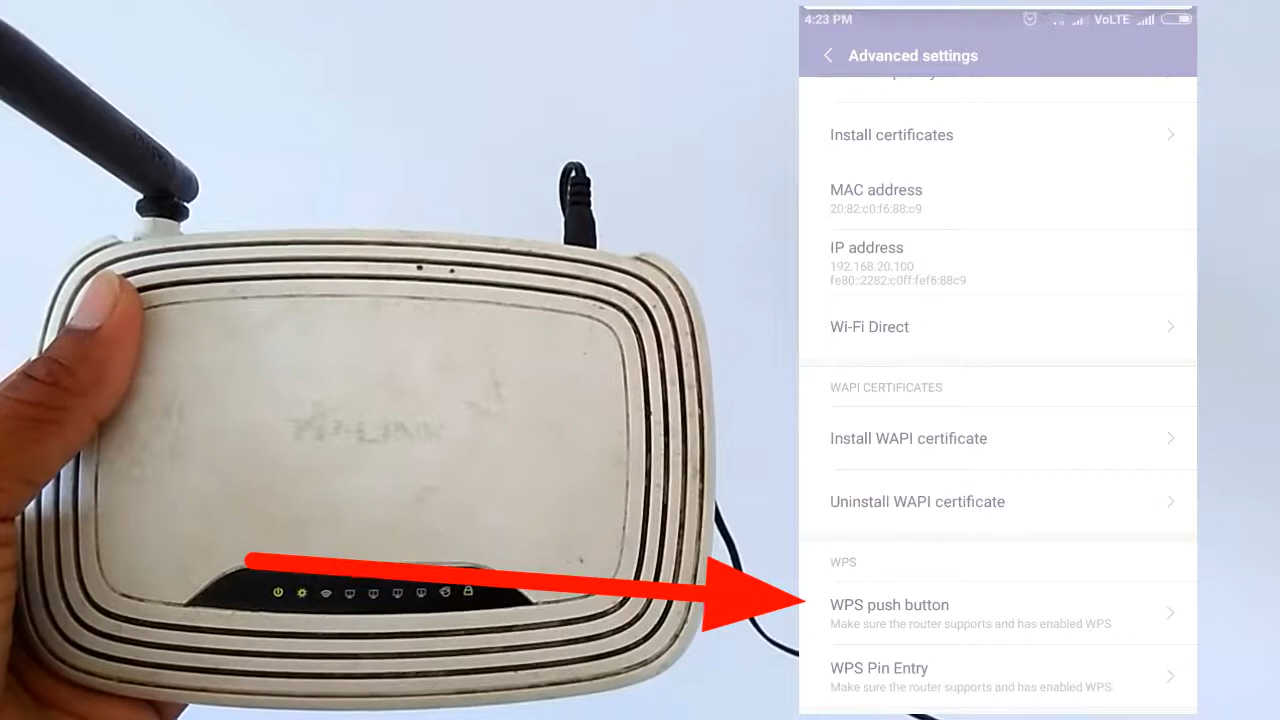 4:23 PM
VoLTE
Advanced settings
Install certificates
MAC address
20:82:c0:f6:88:c9
IP address
192.168.20.100
fe80::2282:c0ff:fef6:88c9
Wi-Fi Direct
WAPI CERTIFICATES
Install WAPI certificate
Uninstall WAPI certificate
WPS
WPS push button
Make sure the router supports and has enabled WPS
WPS Pin Entry
Make sure the router supports and has enabled WPS
TP-LINK